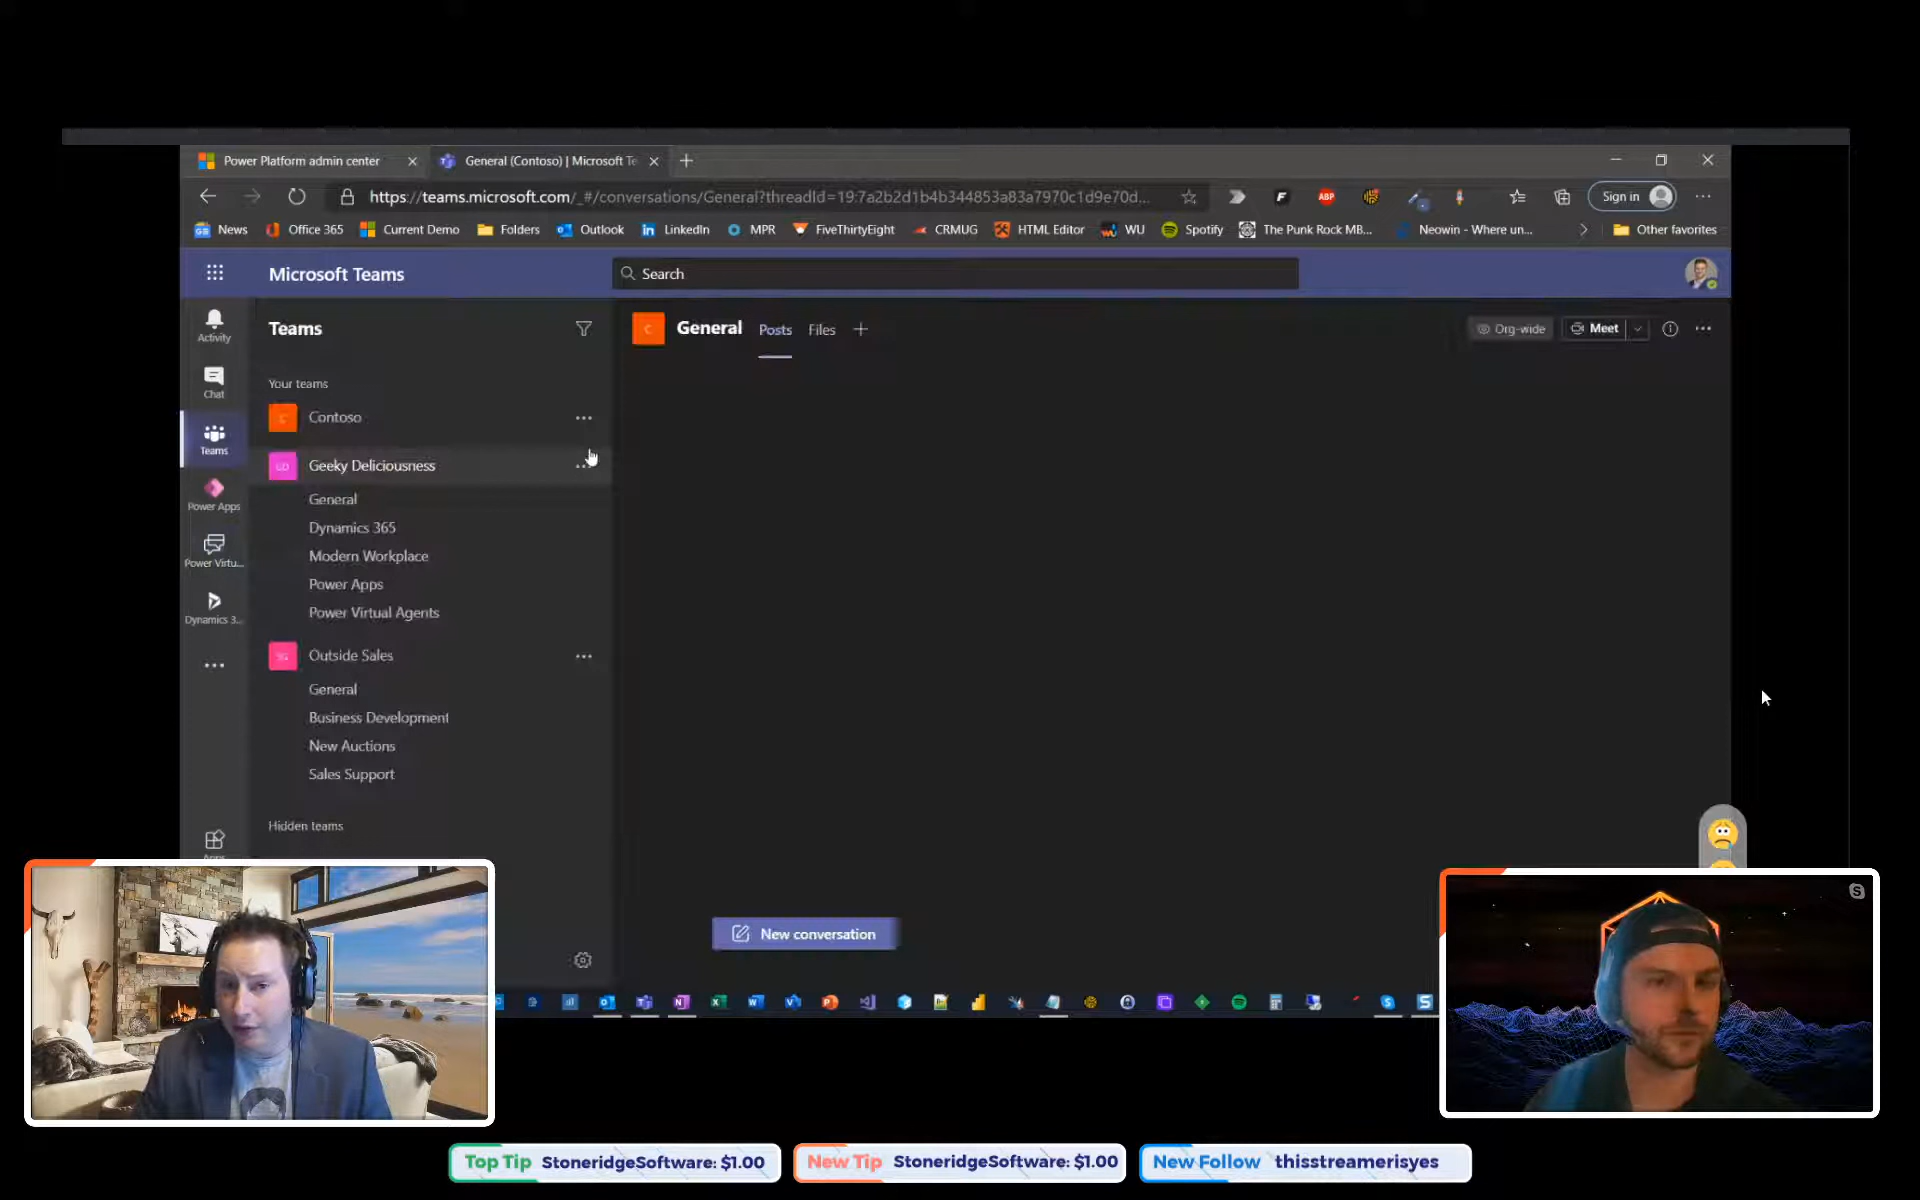 Power Platform admin center
General (Contoso) | Microsoft Te
https://teams.microsoft.com/_#/conversations/General?threadId=19:7a2b2d1b4b344853a83a7970c1d9e70d...
ABP
Sign in
News
Office 365
Current Demo
Folders
Outlook
LinkedIn
MPR
FiveThirtyEight
CRMUG
HTML Editor
WU
Spotify
The Punk Rock MB...
Neowin - Where un...
Other favorites
Microsoft Teams
Search
Activity
Chat
Teams
Power Apps
Power Virtu...
Dynamics 3...
Teams
Your teams
Contoso
Geeky Deliciousness
General
Dynamics 365
Modern Workplace
Power Apps
Power Virtual Agents
Outside Sales
General
Business Development
New Auctions
Sales Support
Hidden teams
C
General
Posts
Files
Org-wide
Meet
New conversation
Top Tip StoneridgeSoftware: $1.00
New Tip StoneridgeSoftware: $1.00
New Follow thisstreamerisyes